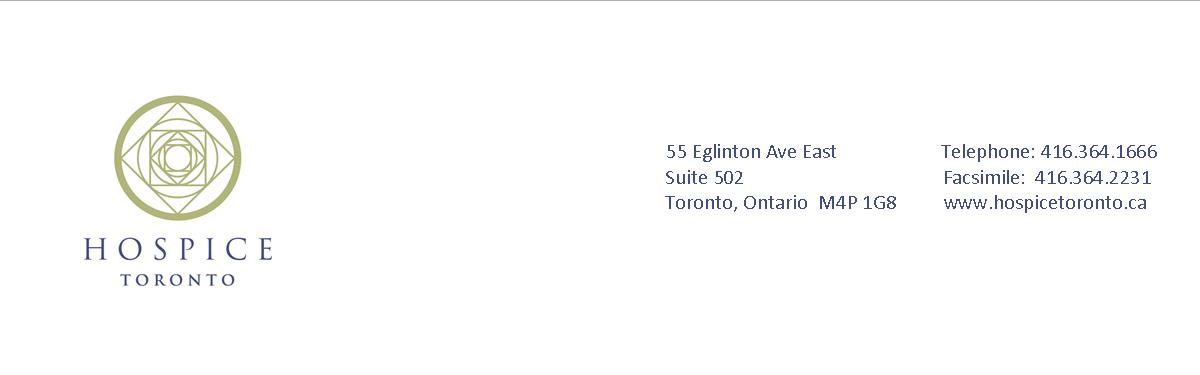 HOSPICE
TORONTO
55 Eglinton Ave East
Suite 502
Toronto, Ontario  M4P 1G8
Telephone: 416.364.1666
Facsimile:  416.364.2231
www.hospicetoronto.ca